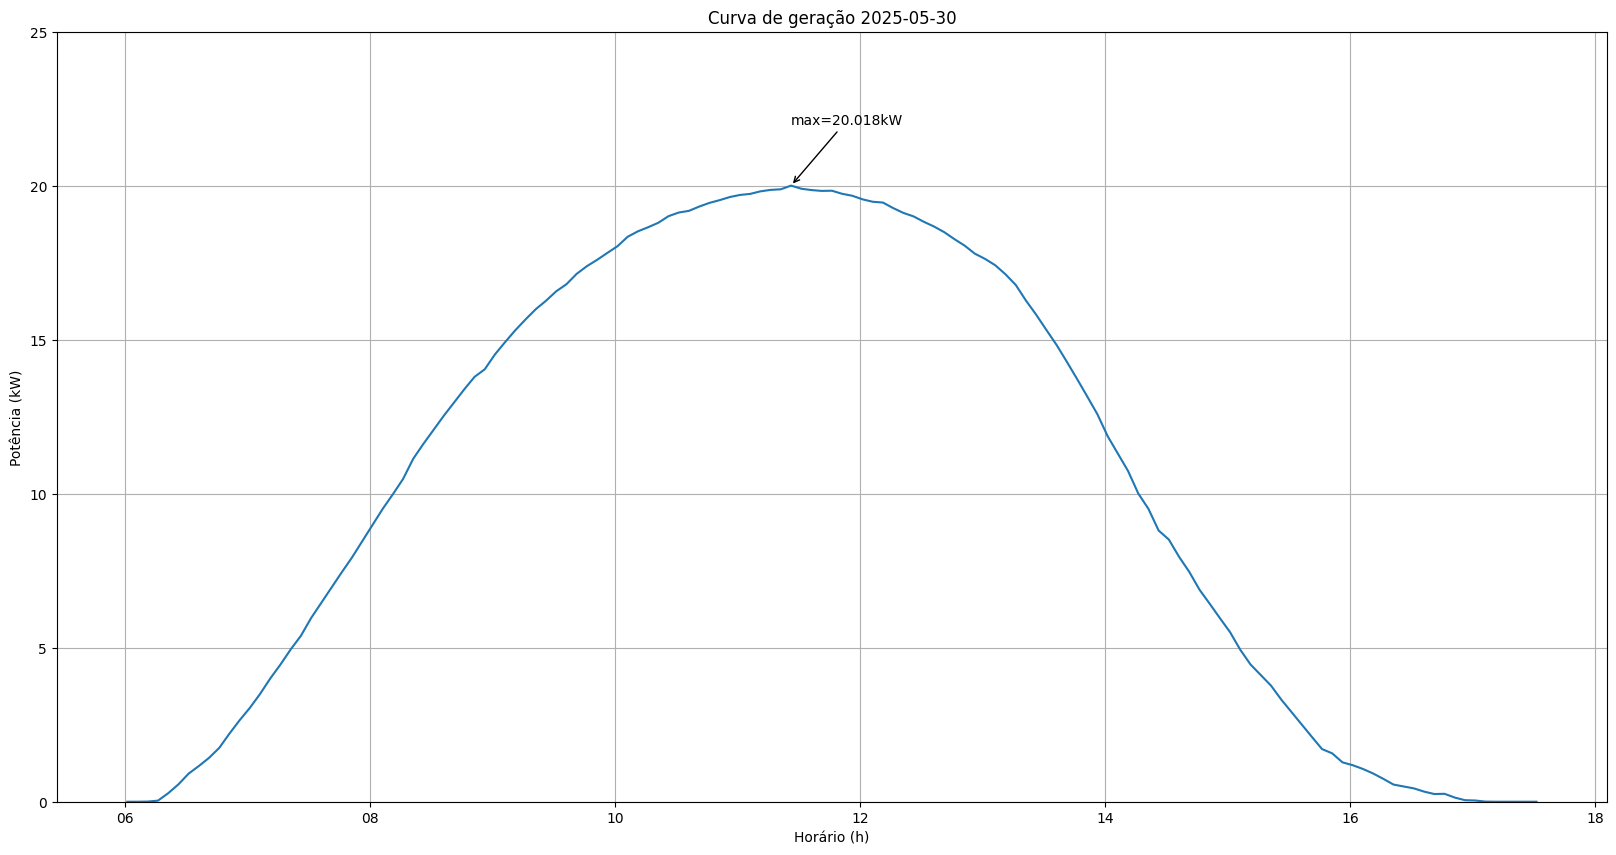 Curva de geração 2025-05-30
25
max=20.018kW
20
15
Potência (kW)
10
5
0
06 08 10 12 14 16 18
Horário (h)